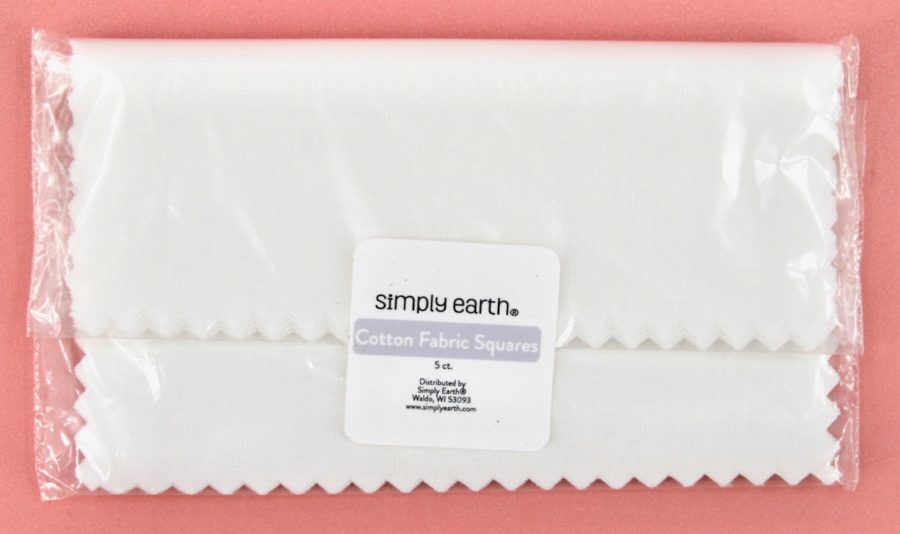 simply earth®
Cotton Fabric Squares
5 ct.
Distributed by
Simply Earth®
Waldo, WI 53093
www.simplyearth.com